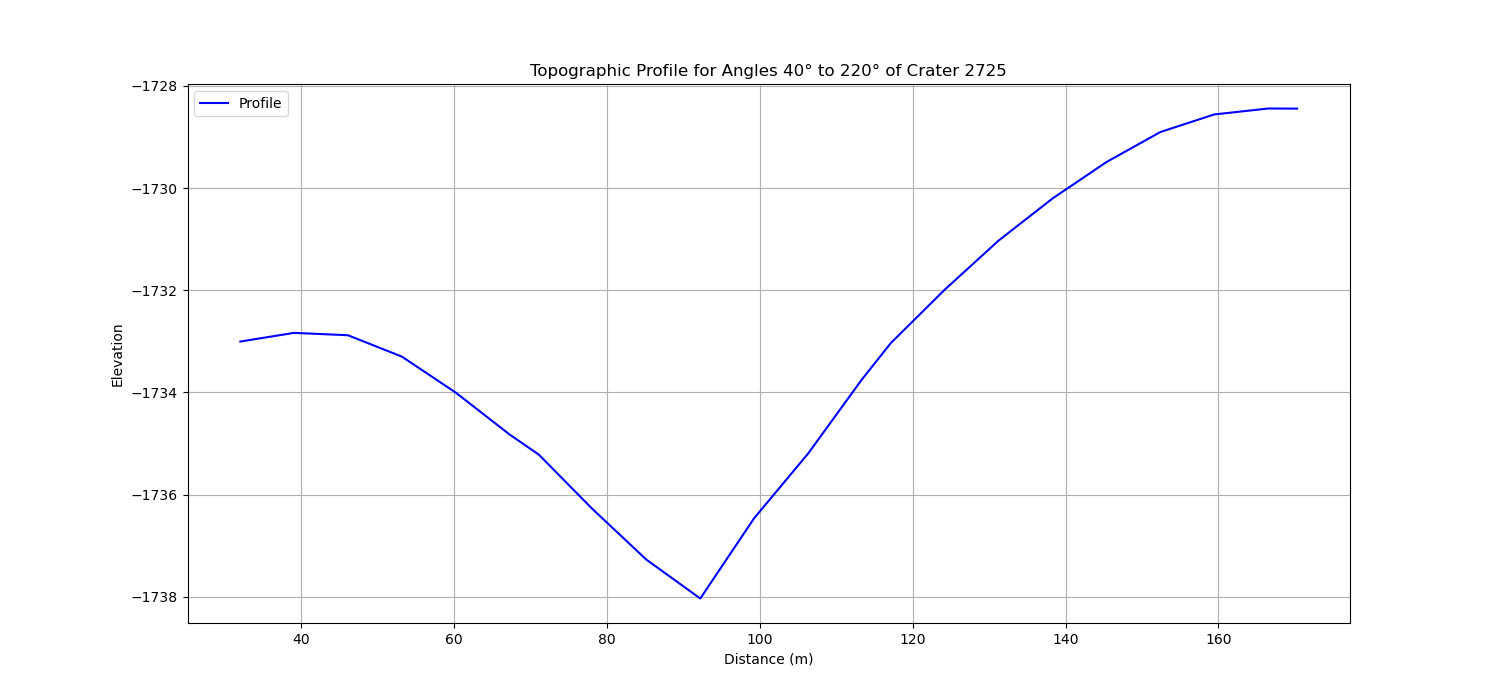 Topographic Profile for Angles 40° to 220° of Crater 2725
Profile
−1728
−1730
−1732
−1734
−1736
−1738
Elevation
40 60 80 100 120 140 160
Distance (m)